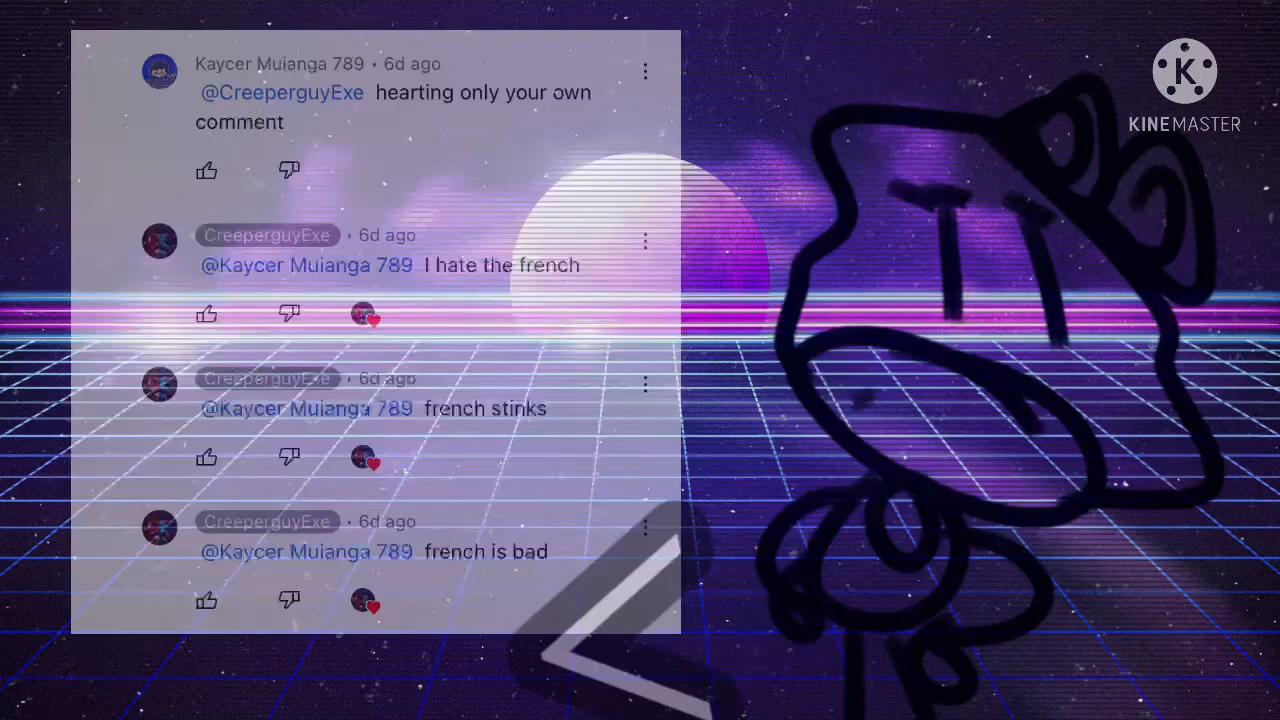 Kaycer Muianga 789 • 6d ago
@CreeperguyExe hearting only your own
comment
CreeperguyExe • 6d ago
@Kaycer Muianga 789 I hate the french
CreeperguyExe • 6d ago
@Kaycer Muianga 789 french stinks
CreeperguyExe • 6d ago
@Kaycer Muianga 789 french is bad
K
KINEMASTER